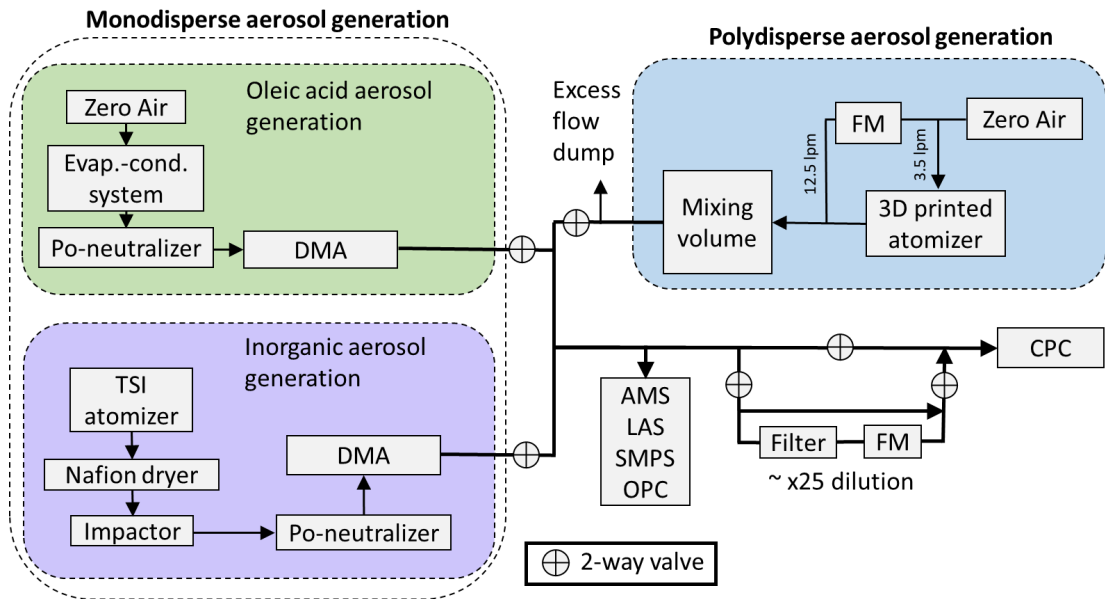 Monodisperse aerosol generation
Oleic acid aerosol
generation
Zero Air
Evap.-cond.
system
Po-neutralizer
DMA
Inorganic aerosol
generation
TSI
atomizer
Nafion dryer
Impactor
Po-neutralizer
DMA
Excess
flow
dump
Polydisperse aerosol generation
FM
Zero Air
12.5 lpm
3.5 lpm
Mixing
volume
3D printed
atomizer
CPC
AMS
LAS
SMPS
OPC
Filter
FM
~ x25 dilution
2-way valve